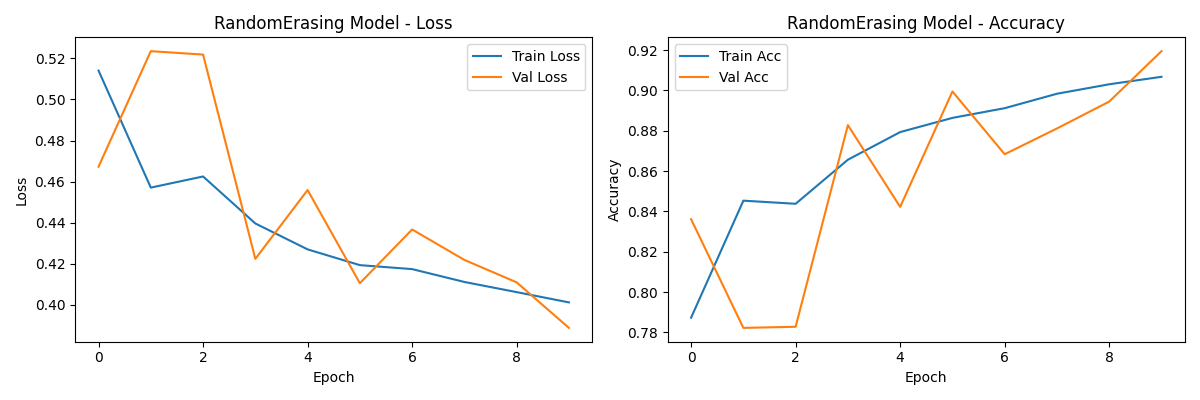 RandomErasing Model - Loss
Train Loss
Val Loss
0.52
0.50
0.48
0.46
0.44
0.42
0.40
Loss
0 2 4 6 8
Epoch
RandomErasing Model - Accuracy
Train Acc
Val Acc
0.92
0.90
0.88
0.86
0.84
0.82
0.80
0.78
Accuracy
0 2 4 6 8
Epoch